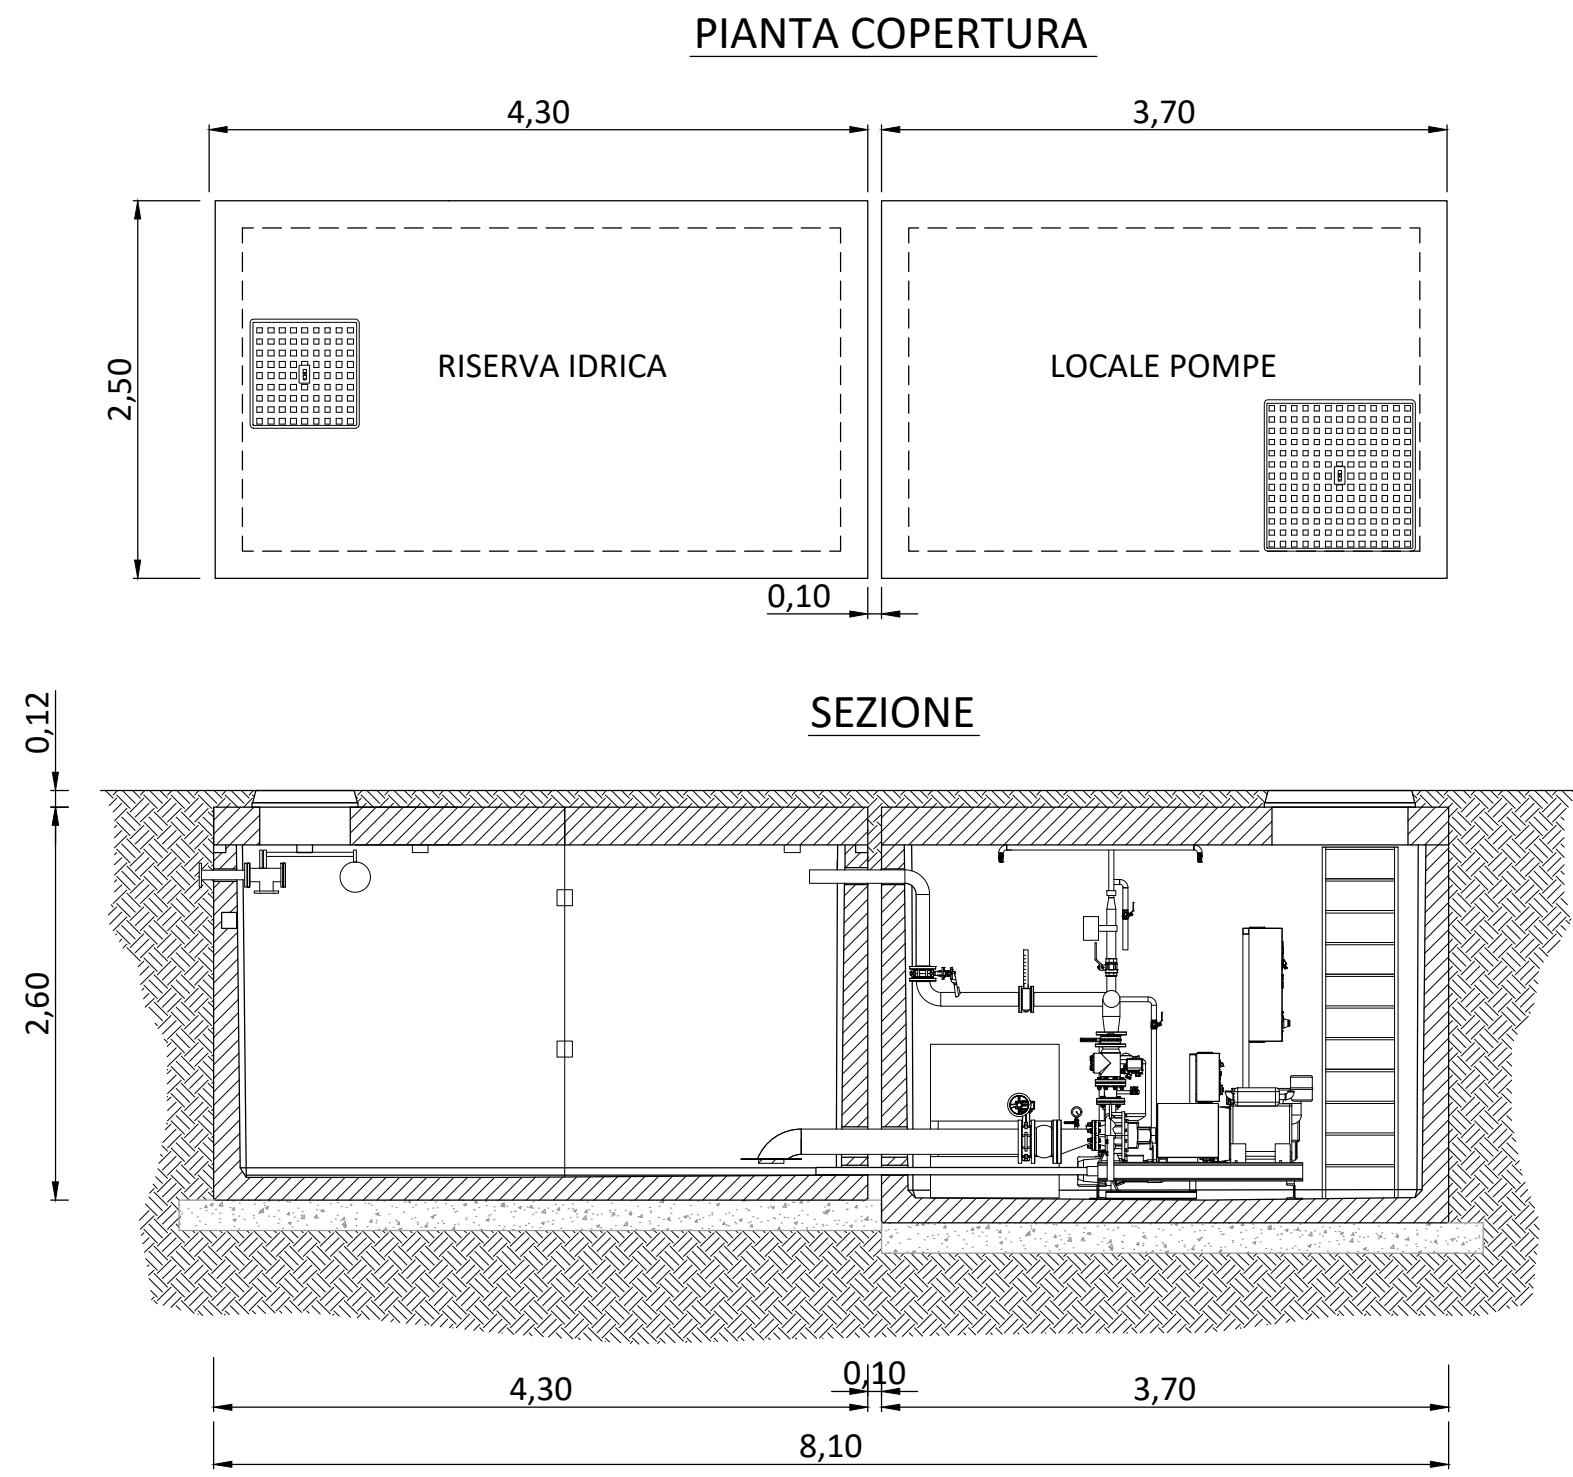 PIANTA COPERTURA
4,30
3,70
2,50
RISERVA IDRICA
LOCALE POMPE
0,10
0,12
SEZIONE
2,60
0,10
4,30
3,70
8,10